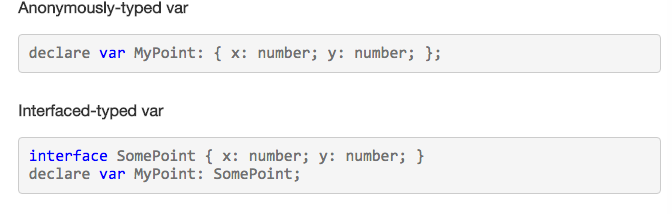 Anonymously-typed var
declare var MyPoint: { x: number; y: number; };
Interfaced-typed var
interface SomePoint { x: number; y: number; }
declare var MyPoint: SomePoint;